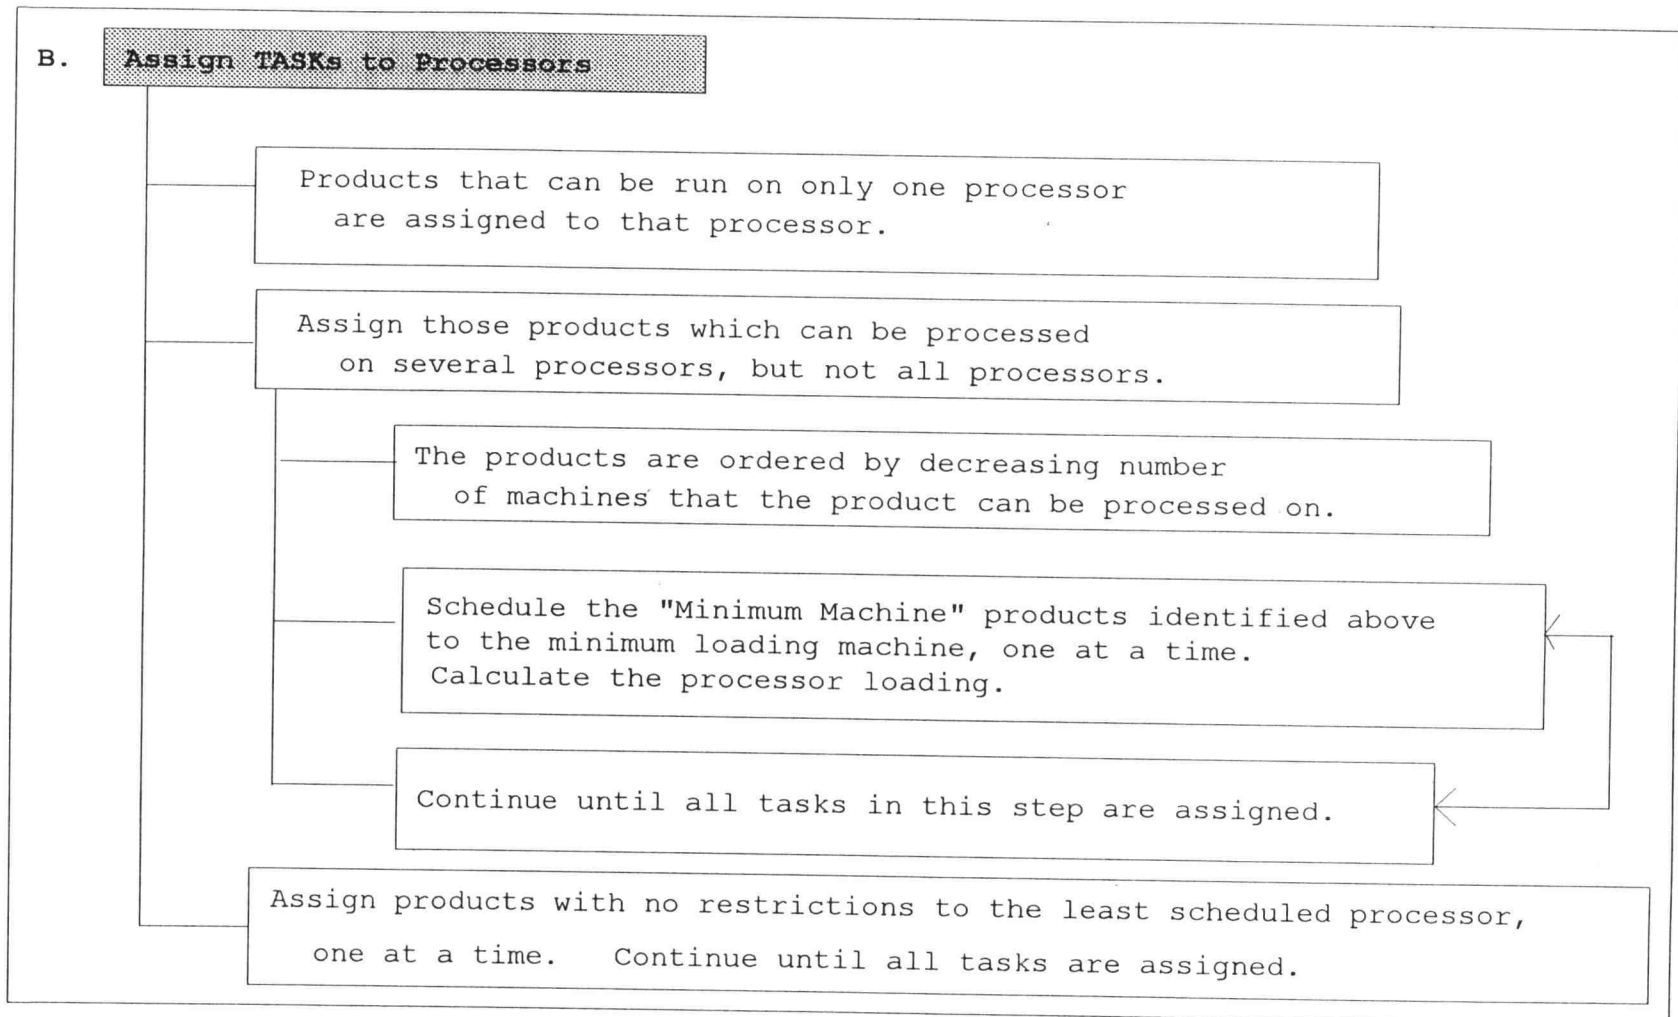 B. Assign TASKs to Processors
Products that can be run on only one processor
are assigned to that processor.
Assign those products which can be processed
on several processors, but not all processors.
The products are ordered by decreasing number
of machines that the product can be processed on.
Schedule the "Minimum Machine" products identified above
to the minimum loading machine, one at a time.
Calculate the processor loading.
Continue until all tasks in this step are assigned.
Assign products with no restrictions to the least scheduled processor,
one at a time. Continue until all tasks are assigned.